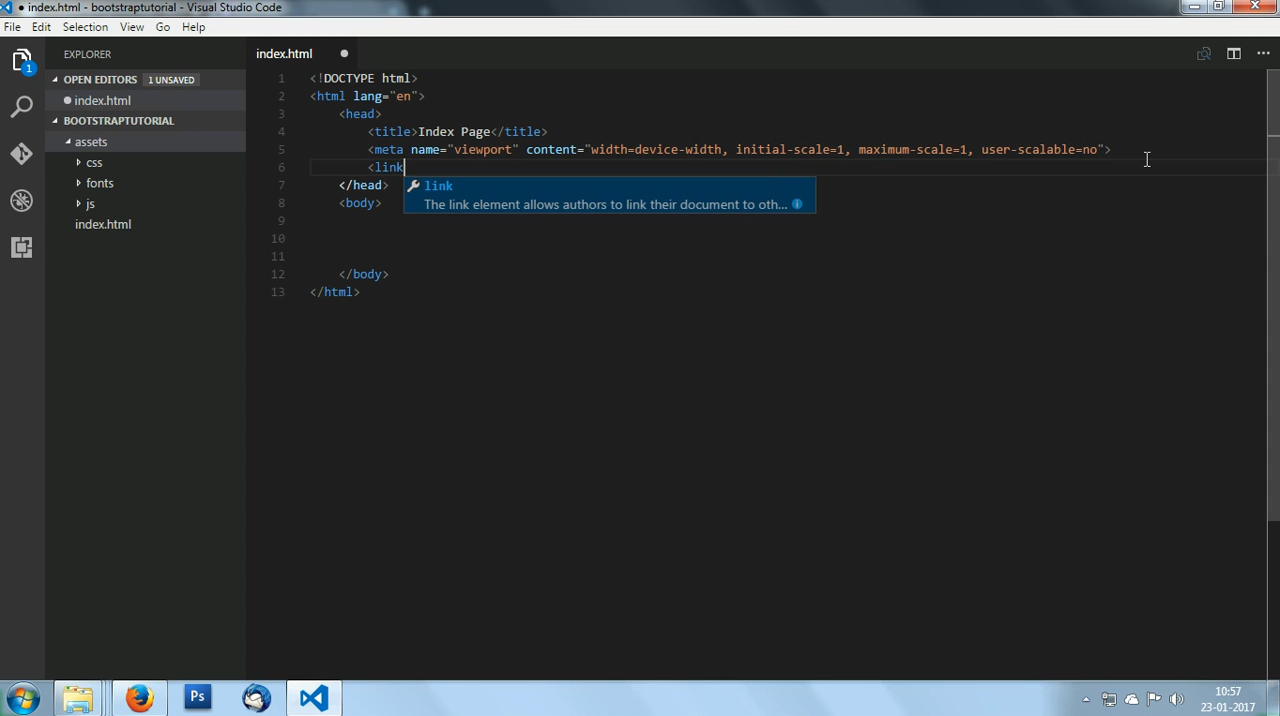 index.html - bootstraptutorial - Visual Studio Code
File Edit Selection View Go Help
EXPLORER
index.html
OPEN EDITORS 1 UNSAVED
index.html
BOOTSTRAPTUTORIAL
assets
css
fonts
js
index.html
1
1 <!DOCTYPE html>
2 <html lang="en">
3 <head>
4 <title>Index Page</title>
5 <meta name="viewport" content="width=device-width, initial-scale=1, maximum-scale=1, user-scalable=no">
6 <link
7 </head>
8 <body>
9
10
11
12 </body>
13 </html>
link
The link element allows authors to link their document to oth...
Ps
10:57
23-01-2017